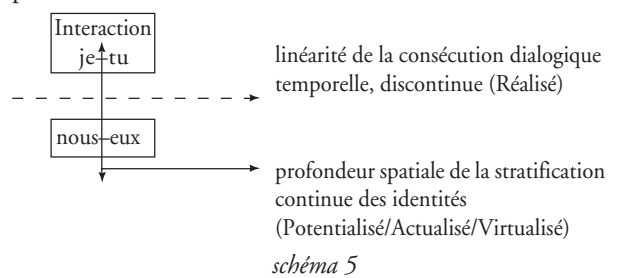 Interaction
je–tu
linéarité de la consécution dialogique
temporelle, discontinue (Réalisé)
nous–eux
profondeur spatiale de la stratification
continue des identités
(Potentialisé/Actualisé/Virtualisé)
schéma 5